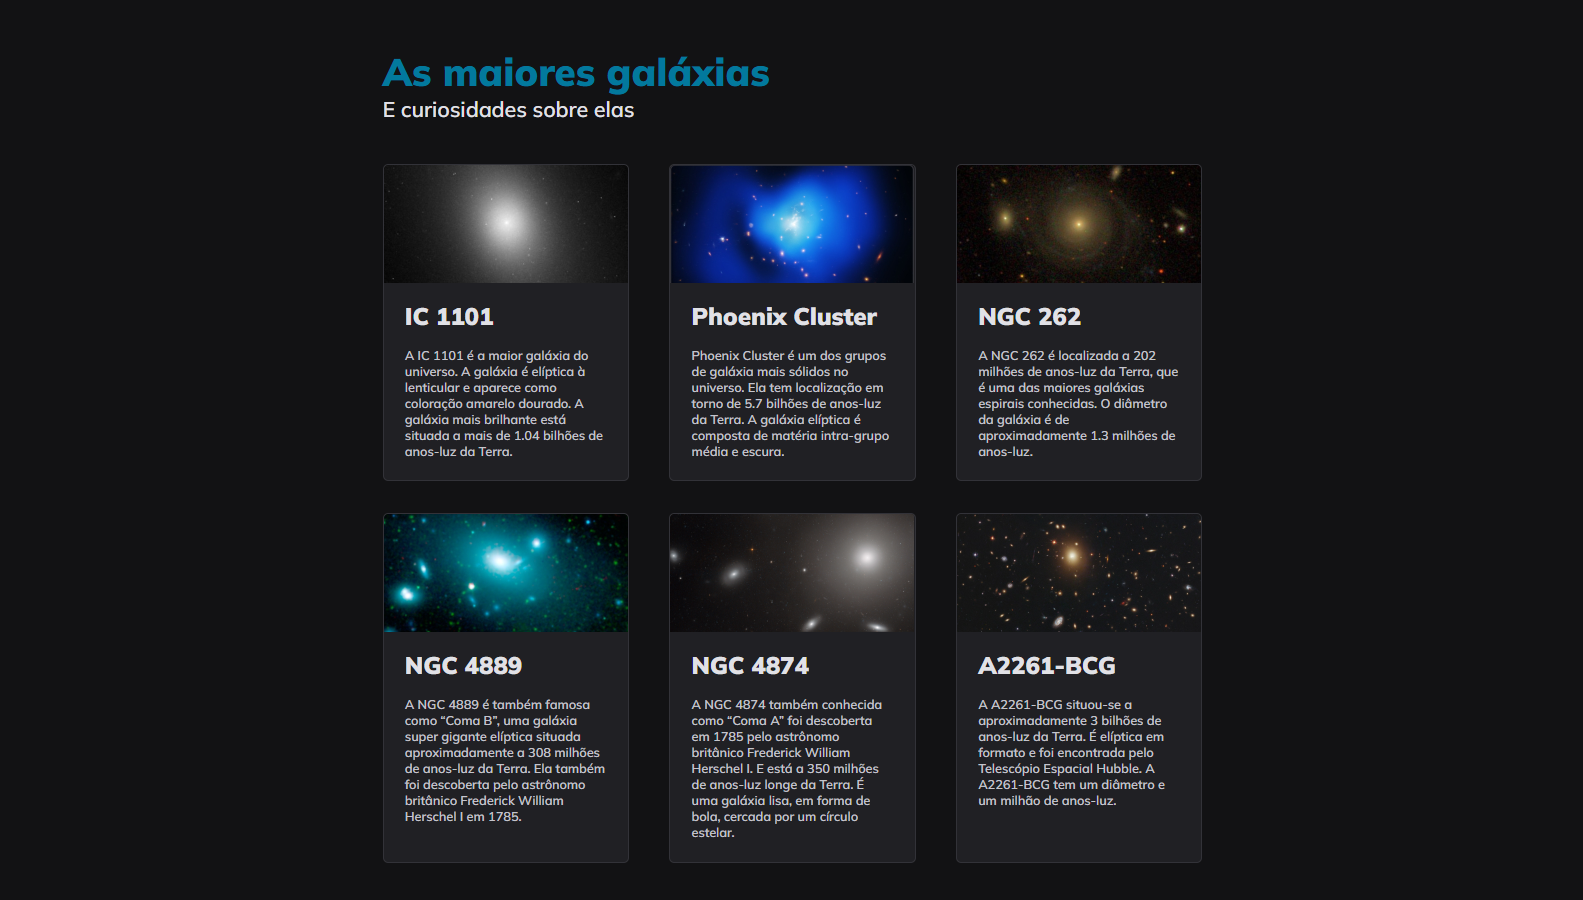 As maiores galáxias
E curiosidades sobre elas
IC 1101
A IC 1101 é a maior galáxia do
universo. A galáxia é elíptica à
lenticular e aparece como
coloração amarelo dourado. A
galáxia mais brilhante está
situada a mais de 1.04 bilhões de
anos-luz da Terra.
Phoenix Cluster
Phoenix Cluster é um dos grupos
de galáxia mais sólidos no
universo. Ela tem localização em
torno de 5.7 bilhões de anos-luz
da Terra. A galáxia elíptica é
composta de matéria intra-grupo
média e escura.
NGC 262
A NGC 262 é localizada a 202
milhões de anos-luz da Terra, que
é uma das maiores galáxias
espirais conhecidas. O diâmetro
da galáxia é de
aproximadamente 1.3 milhões de
anos-luz.
NGC 4889
A NGC 4889 é também famosa
como “Coma B”, uma galáxia
super gigante elíptica situada
aproximadamente a 308 milhões
de anos-luz da Terra. Ela também
foi descoberta pelo astrônomo
britânico Frederick William
Herschel I em 1785.
NGC 4874
A NGC 4874 também conhecida
como “Coma A” foi descoberta
em 1785 pelo astrônomo
britânico Frederick William
Herschel I. E está a 350 milhões
de anos-luz longe da Terra. É
uma galáxia lisa, em forma de
bola, cercada por um círculo
estelar.
A2261-BCG
A A2261-BCG situou-se a
aproximadamente 3 bilhões de
anos-luz da Terra. É elíptica em
formato e foi encontrada pelo
Telescópio Espacial Hubble. A
A2261-BCG tem um diâmetro e
um milhão de anos-luz.